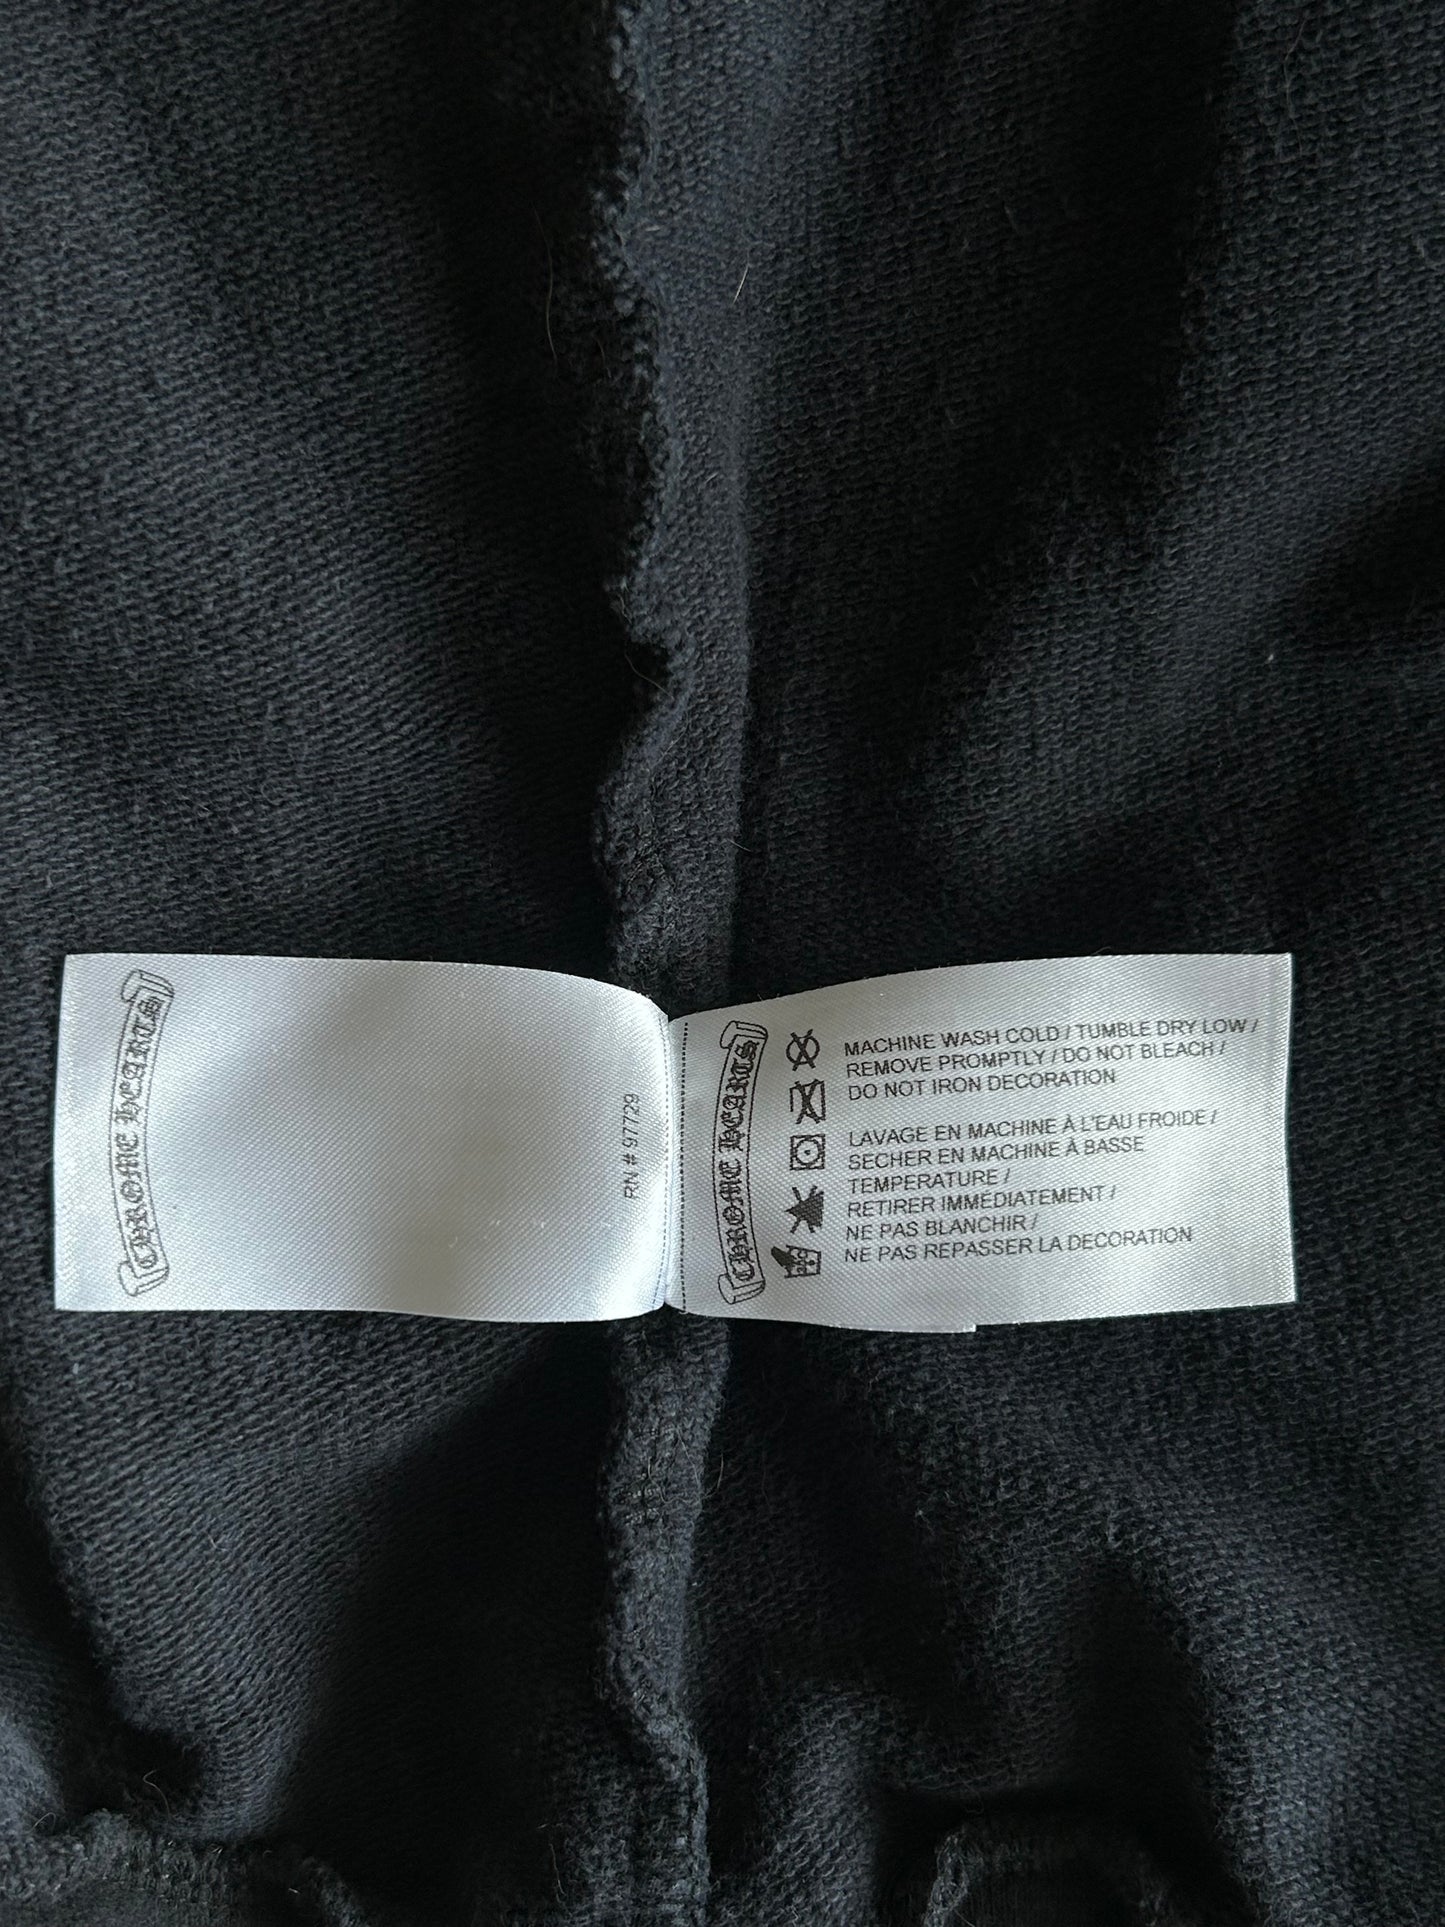 CHROME HEARTS
RN # 97729
CHROME HEARTS
MACHINE WASH COLD / TUMBLE DRY LOW /
REMOVE PROMPTLY / DO NOT BLEACH /
DO NOT IRON DECORATION
LAVAGE EN MACHINE À L'EAU FROIDE /
SECHER EN MACHINE À BASSE
TEMPERATURE /
RETIRER IMMÉDIATEMENT /
NE PAS BLANCHIR /
NE PAS REPASSER LA DECORATION